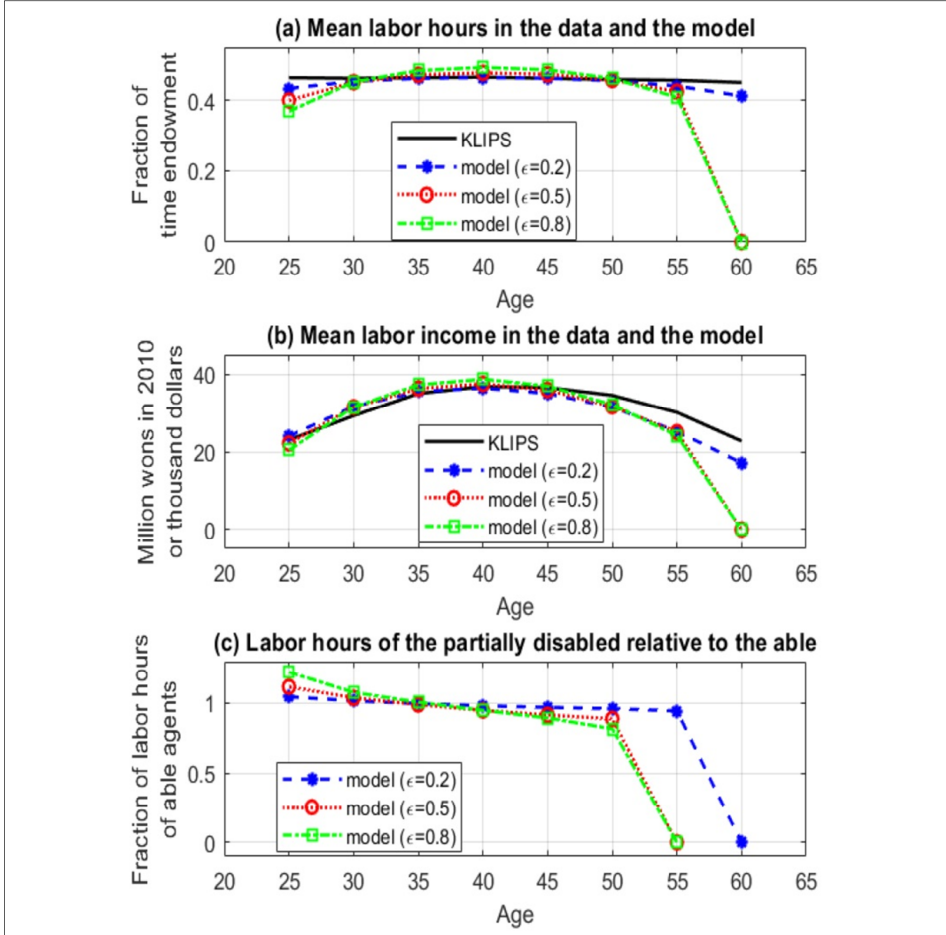 (a) Mean labor hours in the data and the model
Fraction of
time endowment
0.4
0.2
0
KLIPS
model (ϵ=0.2)
model (ϵ=0.5)
model (ϵ=0.8)
20 25 30 35 40 45 50 55 60 65
Age
(b) Mean labor income in the data and the model
Million wons in 2010
or thousand dollars
40
20
0
KLIPS
model (ϵ=0.2)
model (ϵ=0.5)
model (ϵ=0.8)
20 25 30 35 40 45 50 55 60 65
Age
(c) Labor hours of the partially disabled relative to the able
Fraction of labor hours
of able agents
1
0.5
0
model (ϵ=0.2)
model (ϵ=0.5)
model (ϵ=0.8)
20 25 30 35 40 45 50 55 60 65
Age